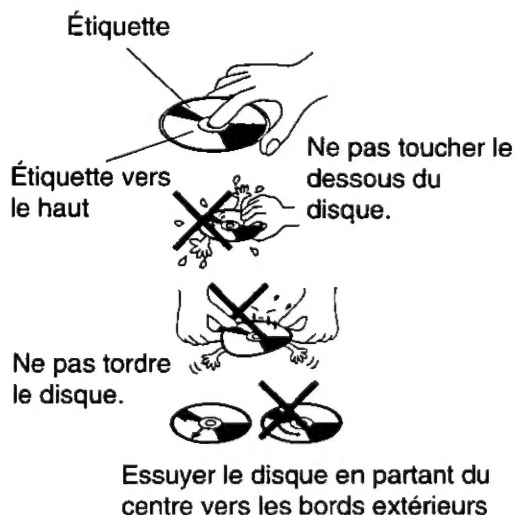 Étiquette
Ne pas toucher le
dessous du
disque.
Étiquette vers
le haut
Ne pas tordre
le disque.
Essuyer le disque en partant du
centre vers les bords extérieurs